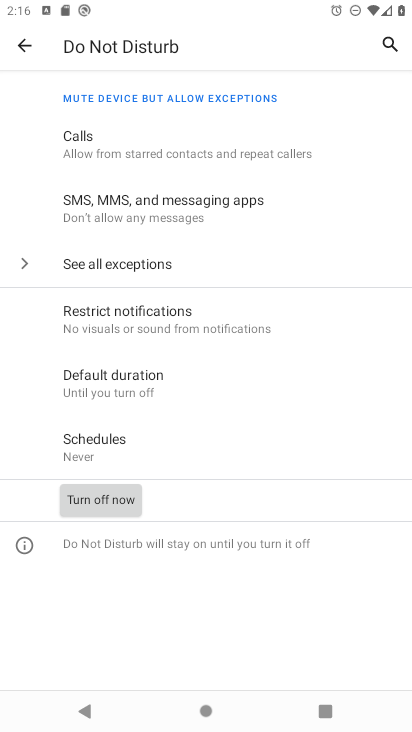 2:16
Do Not Disturb
MUTE DEVICE BUT ALLOW EXCEPTIONS
Calls
Allow from starred contacts and repeat callers
SMS, MMS, and messaging apps
Don't allow any messages
See all exceptions
Restrict notifications
No visuals or sound from notifications
Default duration
Until you turn off
Schedules
Never
Turn off now
Do Not Disturb will stay on until you turn it off